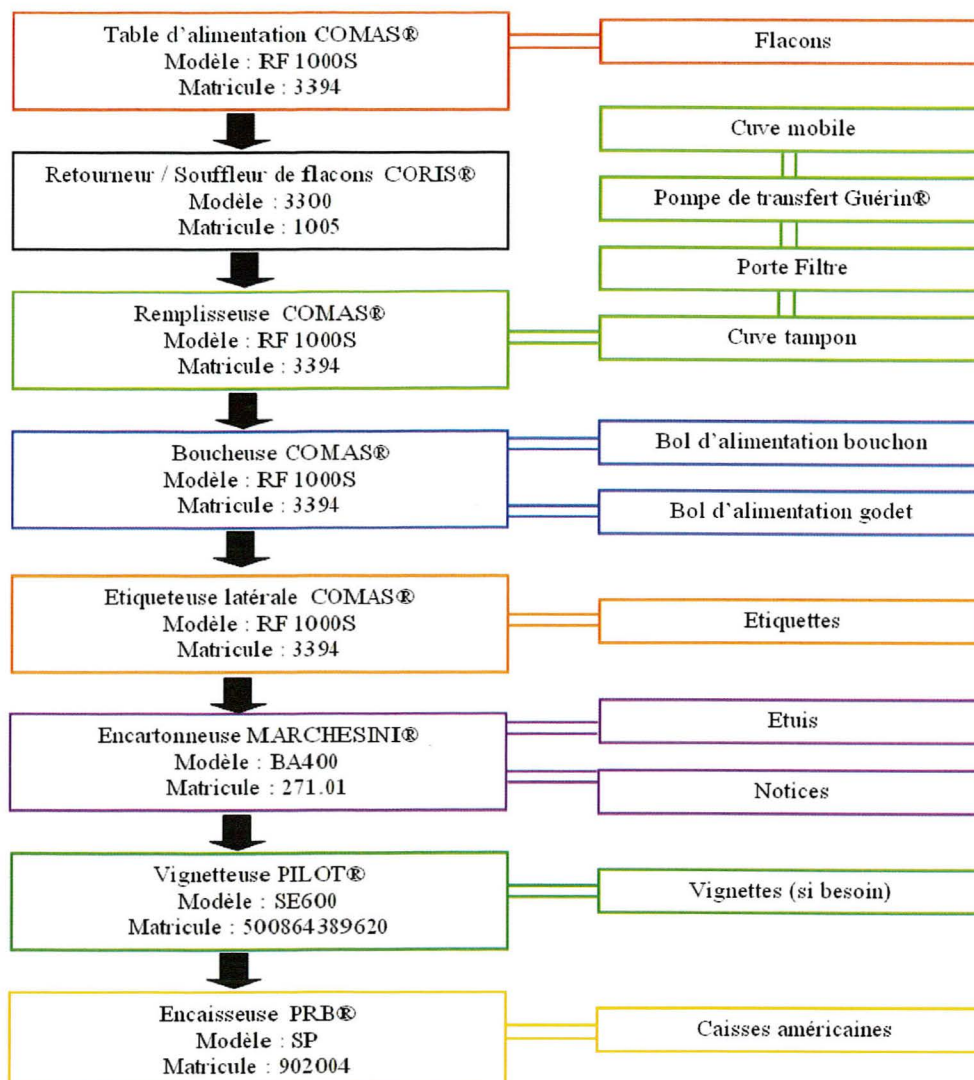 Table d'alimentation COMAS®
Modèle : RF 1000S
Matricule : 3394
Flacons
Cuve mobile
Retourneur / Souffleur de flacons CORIS®
Modèle : 3300
Matricule : 1005
Pompe de transfert Guérin®
Porte Filtre
Remplisseuse COMAS®
Modèle : RF 1000S
Matricule : 3394
Cuve tampon
Boucheuse COMAS®
Modèle : RF 1000S
Matricule : 3394
Bol d'alimentation bouchon
Bol d'alimentation godet
Etiqueteuse latérale COMAS®
Modèle : RF 1000S
Matricule : 3394
Etiquettes
Encartonneuse MARCHESINI®
Modèle : BA400
Matricule : 271.01
Etuis
Notices
Vignetteuse PILOT®
Modèle : SE600
Matricule : 500864389620
Vignettes (si besoin)
Encaisseuse PRB®
Modèle : SP
Matricule : 902004
Caisses américaines